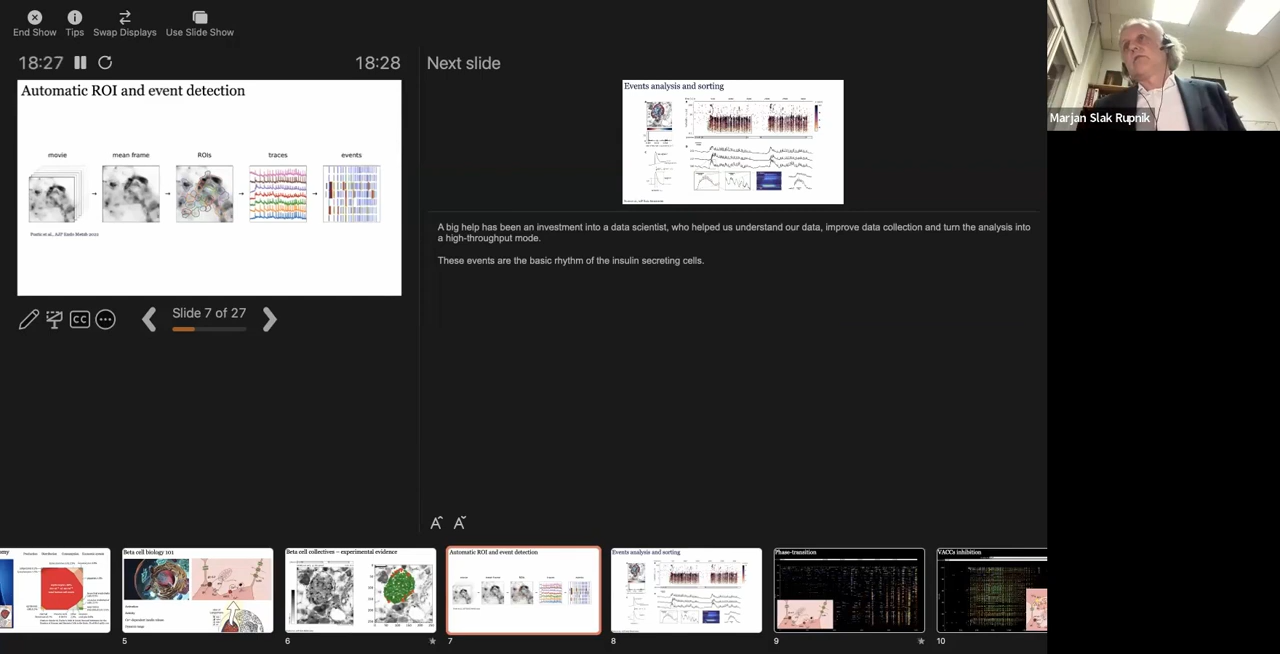 End Show
Tips
Swap Displays
Use Slide Show
18:27
18:28
Next slide
Automatic ROI and event detection
movie
mean frame
ROIs
traces
events
Slide 7 of 27
CC
Events analysis and sorting
A big help has been an investment into a data scientist, who helped us understand our data, improve data collection and turn the analysis into
a high-throughput mode.
These events are the basic rhythm of the insulin secreting cells.
Marjan Slak Rupnik
Beta cell biology 101
Beta cell collectives – experimental evidence
Automatic ROI and event detection
Events analysis and sorting
Phase-transition
VACCs inhibition
5
6
7
8
9
10